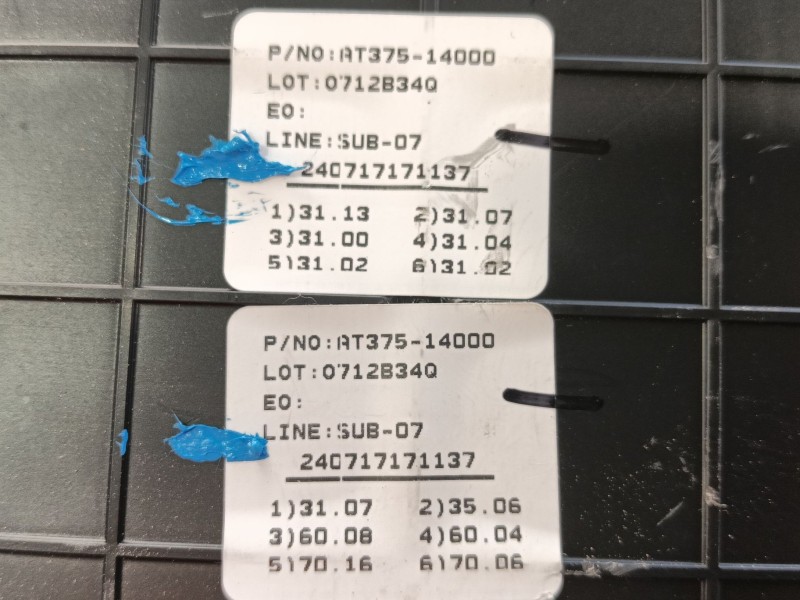 P/NO:AT375-14000
LOT:0712B34Q
EO:
LINE:SUB-07
240717171137
1)31.13 2)31.07
3)31.00 4)31.04
5)31.02 6)31.02
P/NO:AT375-14000
LOT:0712B34Q
EO:
LINE:SUB-07
240717171137
1)31.07 2)35.06
3)60.08 4)60.04
5)70.16 6)70.06